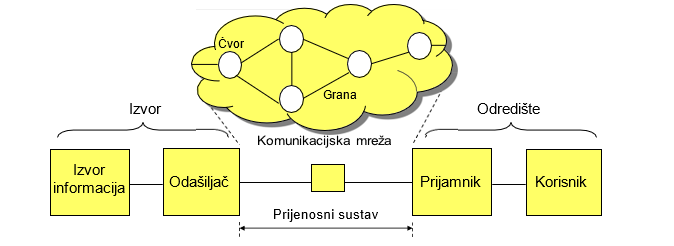 Čvor
Grana
Izvor
Komunikacijska mreža
Odredište
Izvor
informacija
Odašiljač
Prijamnik
Korisnik
Prijenosni sustav